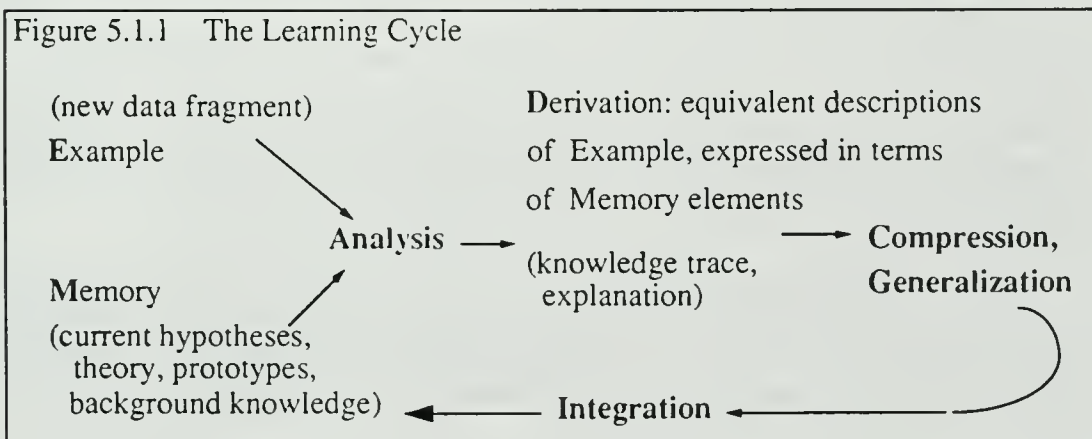 Figure 5.1.1 The Learning Cycle
(new data fragment)
Example
Derivation: equivalent descriptions
of Example, expressed in terms
of Memory elements
Analysis
(knowledge trace,
explanation)
Compression,
Generalization
Memory
(current hypotheses,
theory, prototypes,
background knowledge)
Integration